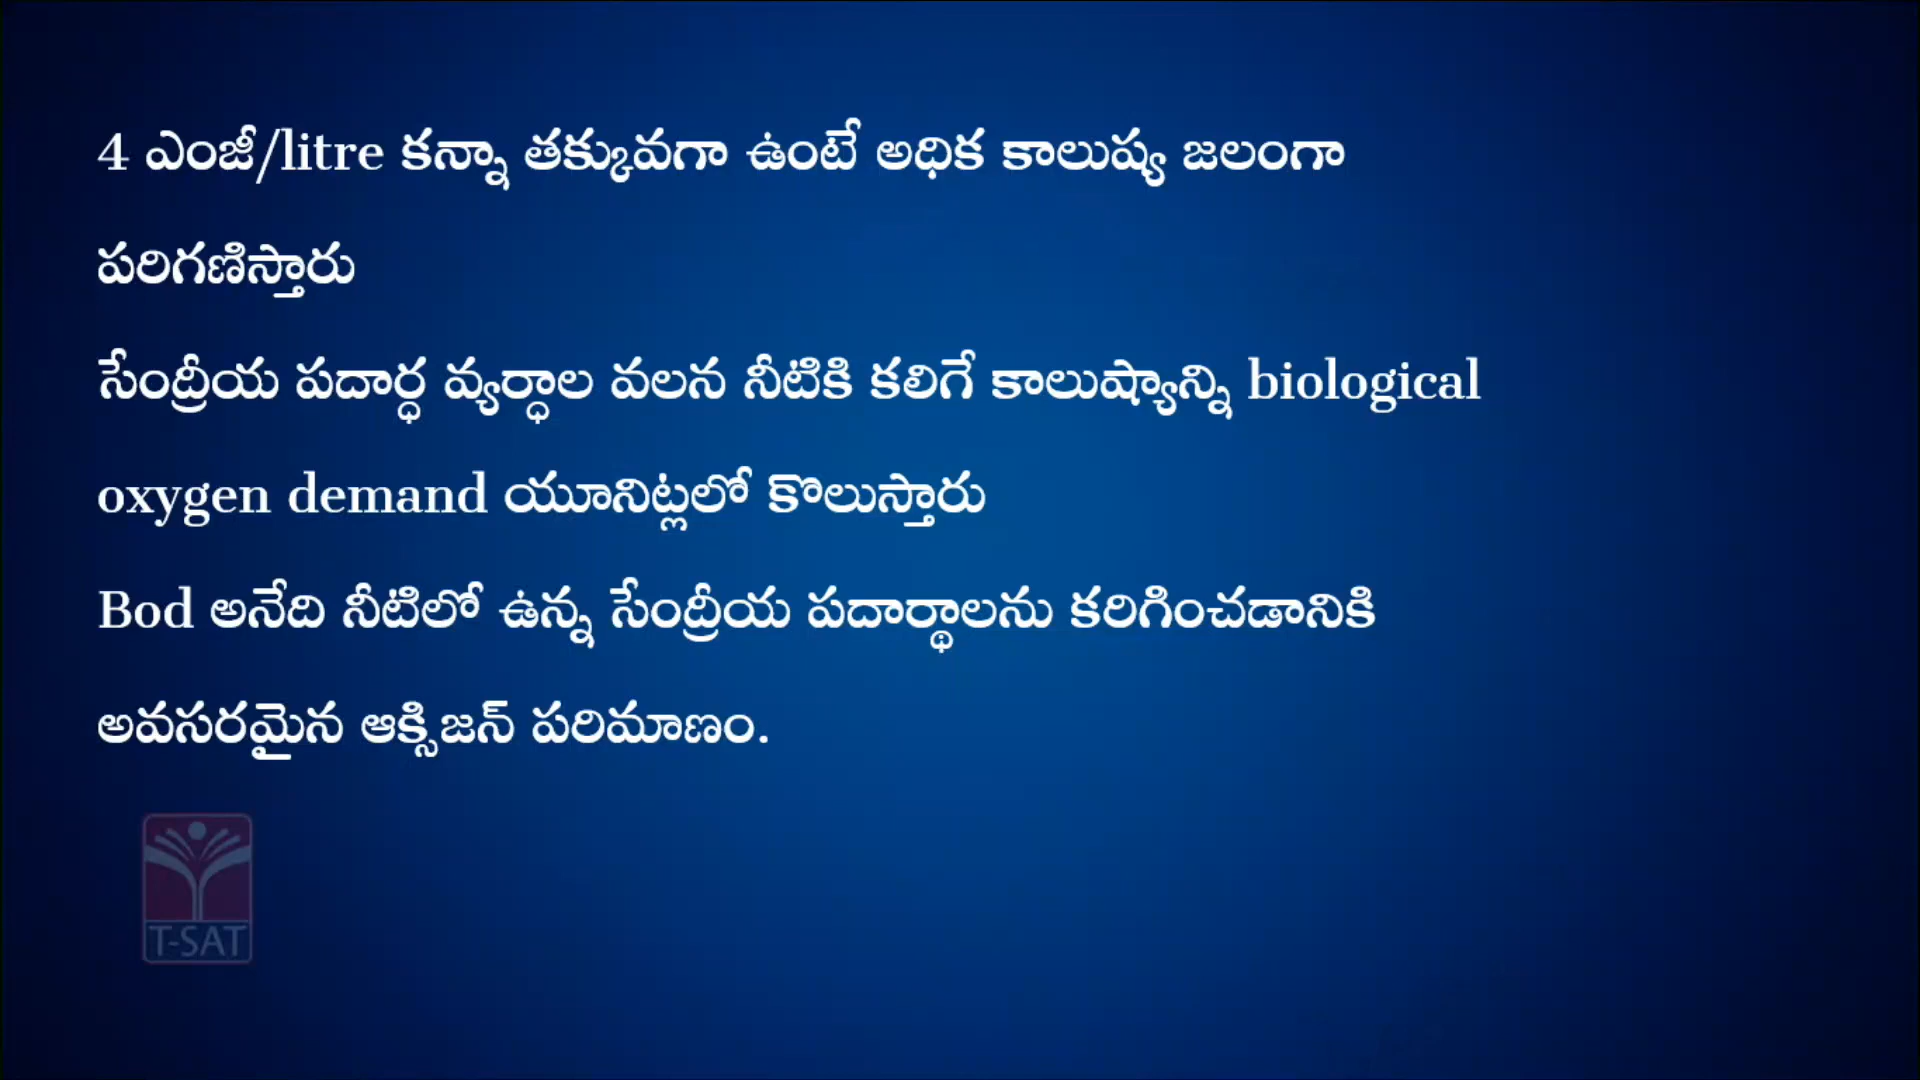 4 ఎంజీ/litre కన్నా తక్కువగా ఉంటే అధిక కాలుష్య జలంగా
పరిగణిస్తారు
సేంద్రీయ పదార్ధ వ్యర్ధాల వలన నీటికి కలిగే కాలుష్యాన్ని biological
oxygen demand యూనిట్లలో కొలుస్తారు
Bod అనేది నీటిలో ఉన్న సేంద్రీయ పదార్థాలను కరిగించడానికి
అవసరమైన ఆక్సిజన్ పరిమాణం.
T-SAT